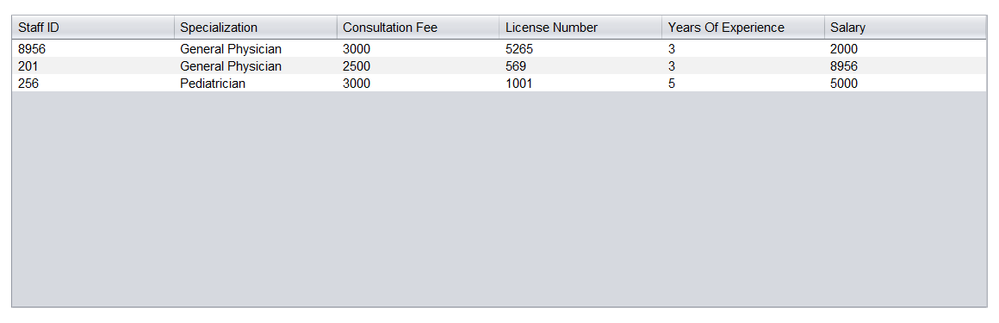 Staff ID Specialization Consultation Fee License Number Years Of Experience Salary
8956 General Physician 3000 5265 3 2000
201 General Physician 2500 569 3 8956
256 Pediatrician 3000 1001 5 5000